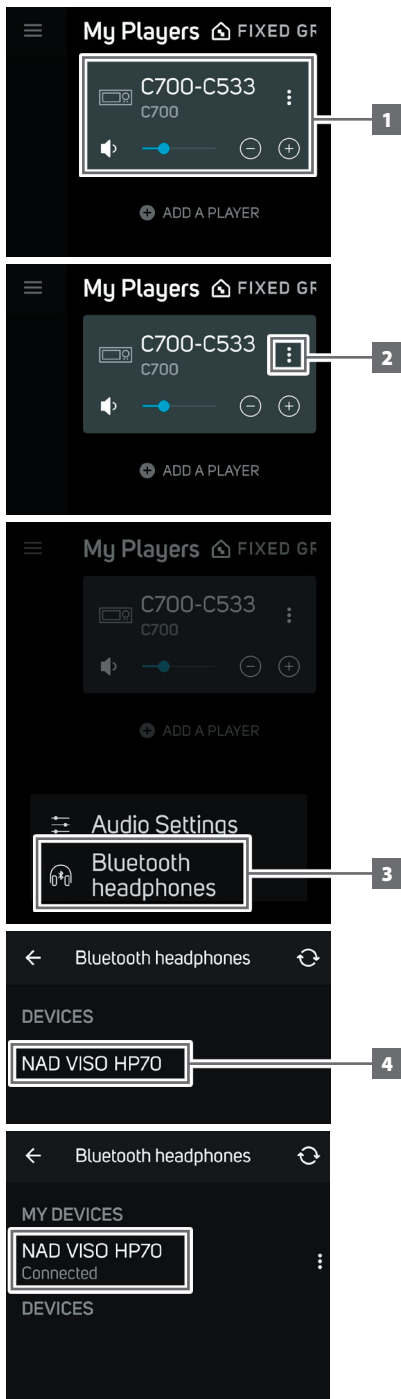 My Players FIXED GR
C700-C533
C700
1
ADD A PLAYER
My Players FIXED GR
C700-C533
2
C700
ADD A PLAYER
My Players FIXED GR
C700-C533
C700
ADD A PLAYER
Audio Settings
Bluetooth
headphones
3
Bluetooth headphones
DEVICES
NAD VISO HP70
4
Bluetooth headphones
MY DEVICES
NAD VISO HP70
Connected
DEVICES